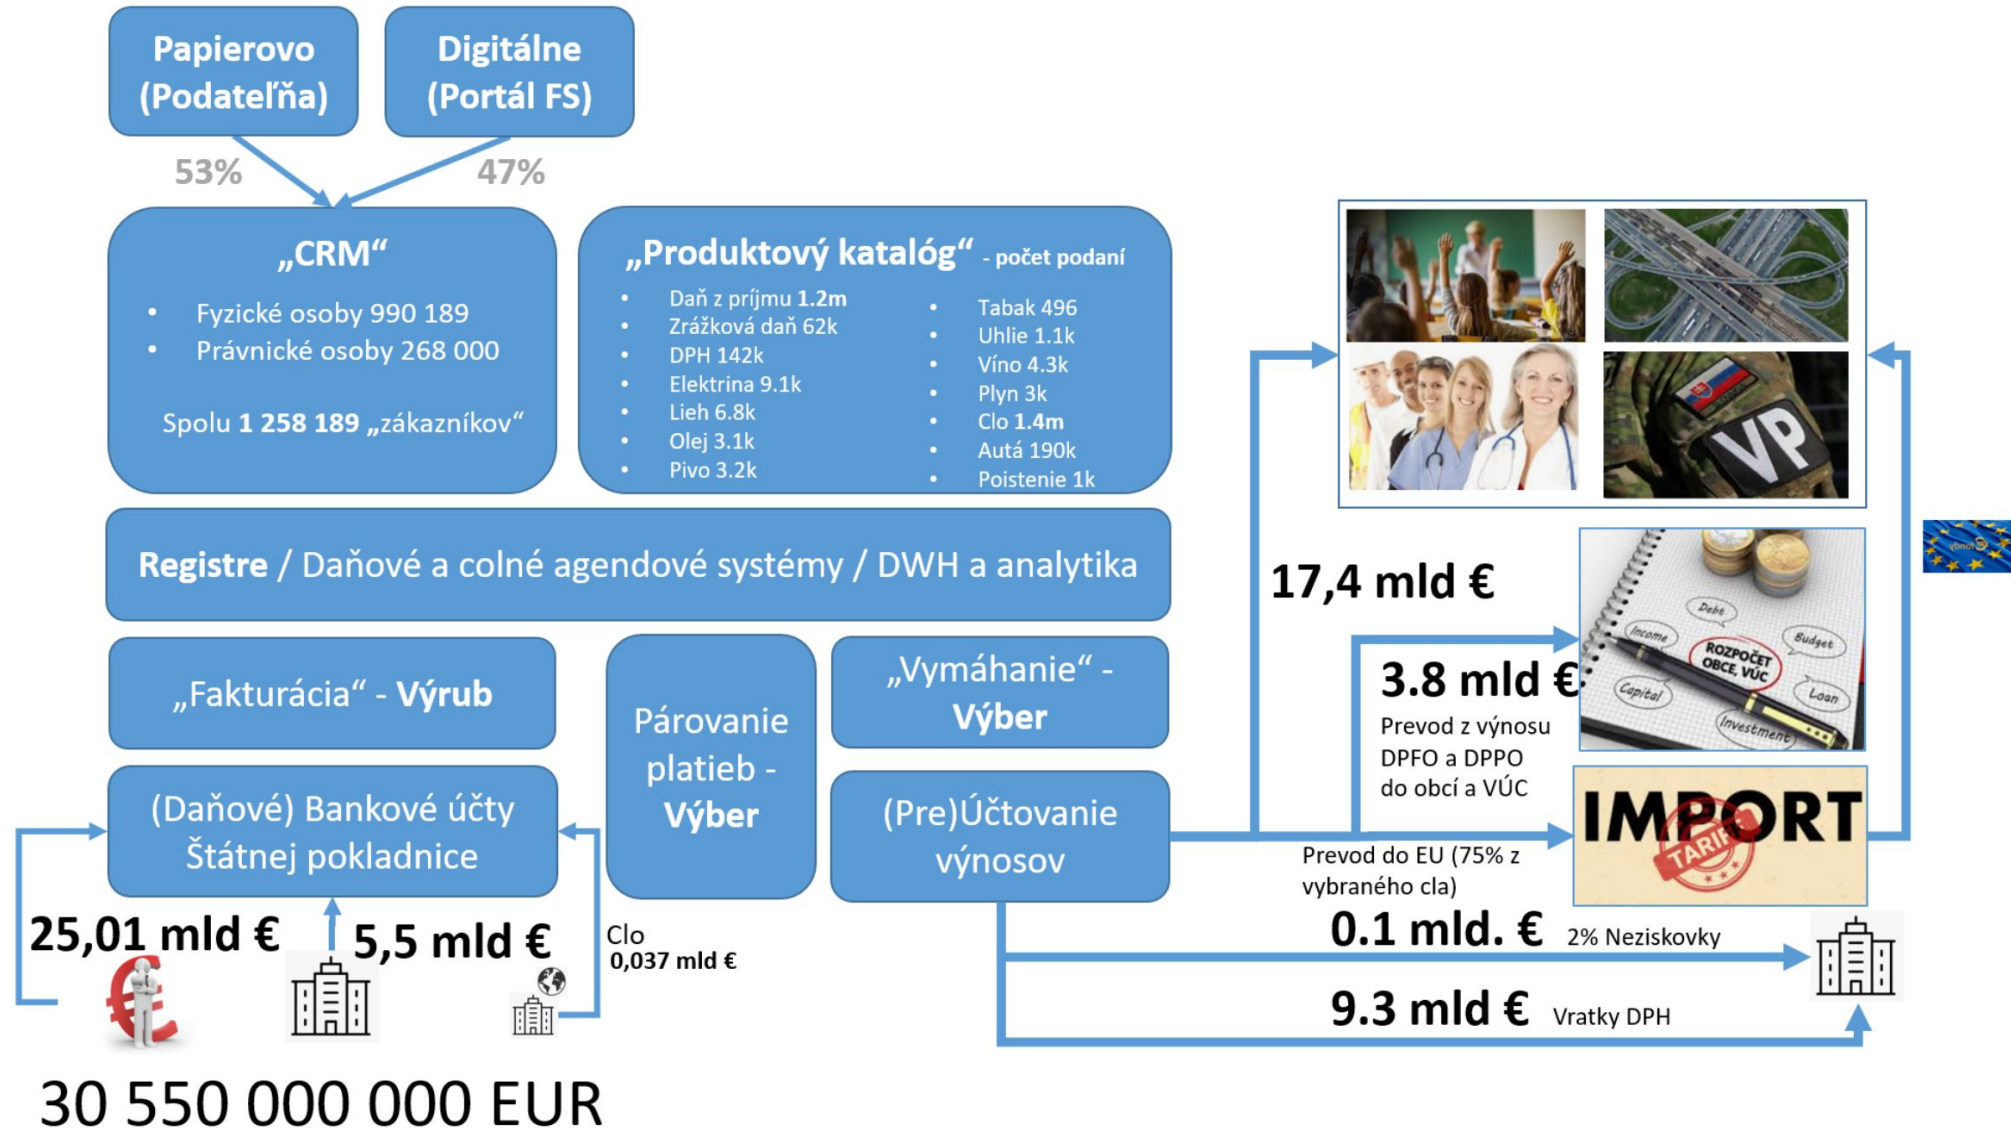 Papierovo
(Podateľňa)
Digitálne
(Portál FS)
53%
47%
„CRM“
• Fyzické osoby 990 189
• Právnické osoby 268 000
Spolu 1 258 189 „zákazníkov“
„Produktový katalóg“ - počet podaní
• Daň z príjmu 1.2m
• Zrážková daň 62k
• DPH 142k
• Elektrina 9.1k
• Lieh 6.8k
• Olej 3.1k
• Pivo 3.2k
• Tabak 496
• Uhlie 1.1k
• Víno 4.3k
• Plyn 3k
• Clo 1.4m
• Autá 190k
• Poistenie 1k
Registre / Daňové a colné agendové systémy / DWH a analytika
„Fakturácia“ - Výrub
Párovanie
platieb -
Výber
„Vymáhanie“ -
Výber
(Daňové) Bankové účty
Štátnej pokladnice
(Pre)Účtovanie
výnosov
25,01 mld €
5,5 mld €
Clo
0,037 mld €
30 550 000 000 EUR
VP
17,4 mld €
3.8 mld €
Prevod z výnosu
DPFO a DPPO
do obcí a VÚC
Debt
Income
Budget
ROZPOČET
OBCE, VÚC
Capital
Loan
Investment
Prevod do EU (75% z
vybraného cla)
IMPORT
TARIFF
0.1 mld. €
2% Neziskovky
9.3 mld €
Vratky DPH
fondy